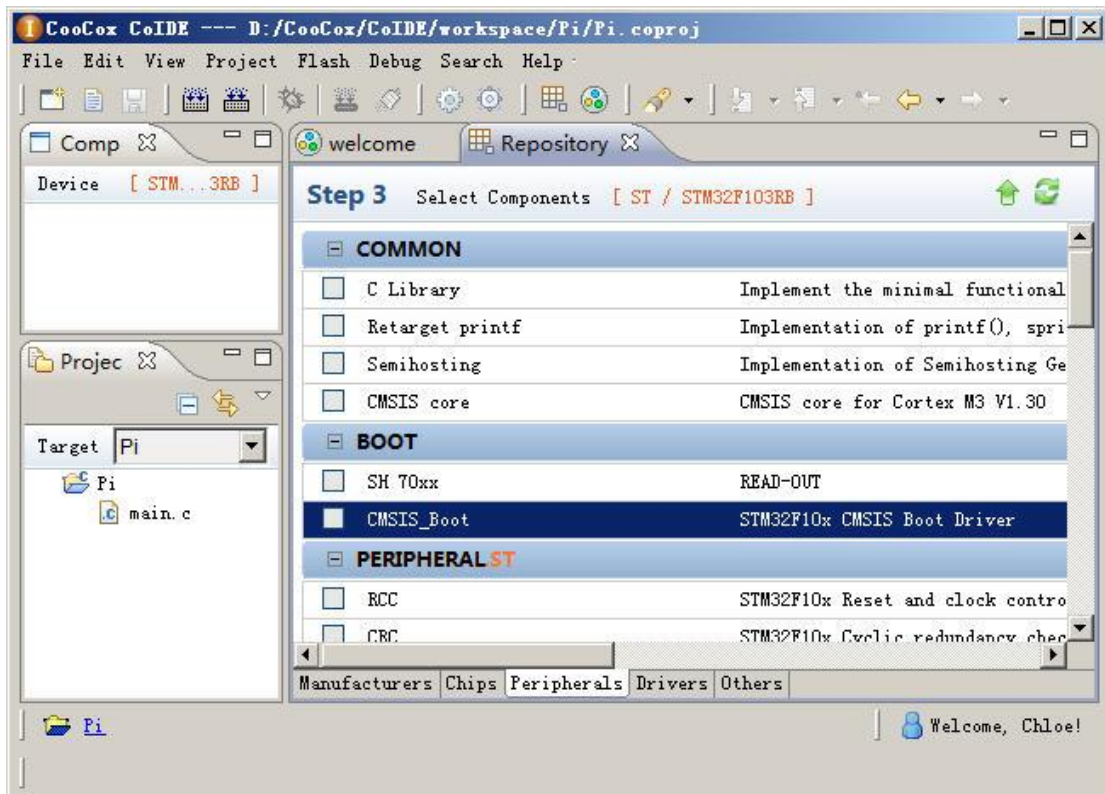 CooCox CoIDE --- D:/CooCox/CoIDE/workspace/Pi/Pi.coproj
File Edit View Project Flash Debug Search Help
Comp
Device [ STM...3RB ]
Projec
Target Pi
Pi
main.c
welcome Repository
Step 3 Select Components [ ST / STM32F103RB ]
COMMON
C Library Implement the minimal functional
Retarget printf Implementation of printf(), spri
Semihosting Implementation of Semihosting Ge
CMSIS core CMSIS core for Cortex M3 V1.30
BOOT
SH 70xx READ-OUT
CMSIS_Boot STM32F10x CMSIS Boot Driver
PERIPHERAL.ST
RCC STM32F10x Reset and clock contro
CRC STM32F10x Cyclic redundancy chec
Manufacturers Chips Peripherals Drivers Others
Pi Welcome, Chloe!